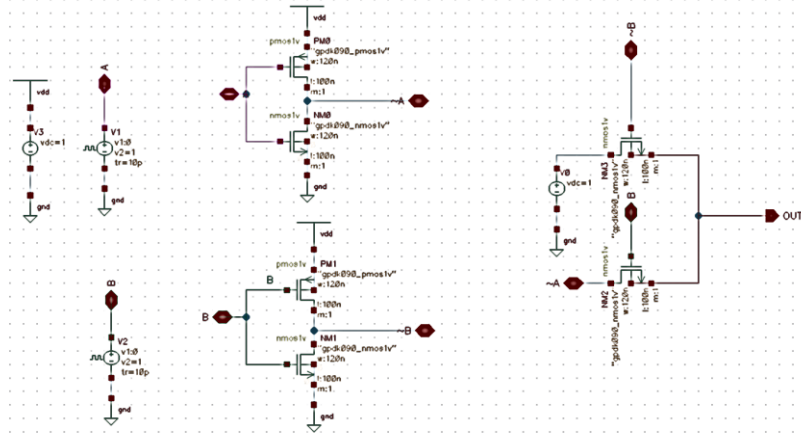 vdd
V3
vdc=1
gnd
A
V1
v1:0
v2=1
tr=10p
gnd
vdd
pmos1v
PM0
"gpdk090_pmos1v"
w:120n
l:100n
m:1
~A
nmos1v
NM0
"gpdk090_nmos1v"
w:120n
l:100n
m:1
gnd
B
V2
v1:0
v2=1
tr=10p
gnd
vdd
pmos1v
PM1
"gpdk090_pmos1v"
B
w:120n
l:100n
m:1
B
~B
nmos1v
NM1
"gpdk090_nmos1v"
w:120n
l:100n
m:1
gnd
~B
nmos1v
NM3
"gpdk090_nmos1v"
w:120n
l:100n
m:1
V0
vdc=1
gnd
OUT
B
nmos1v
~A
NM2
"gpdk090_nmos1v"
w:120n
l:100n
m:1